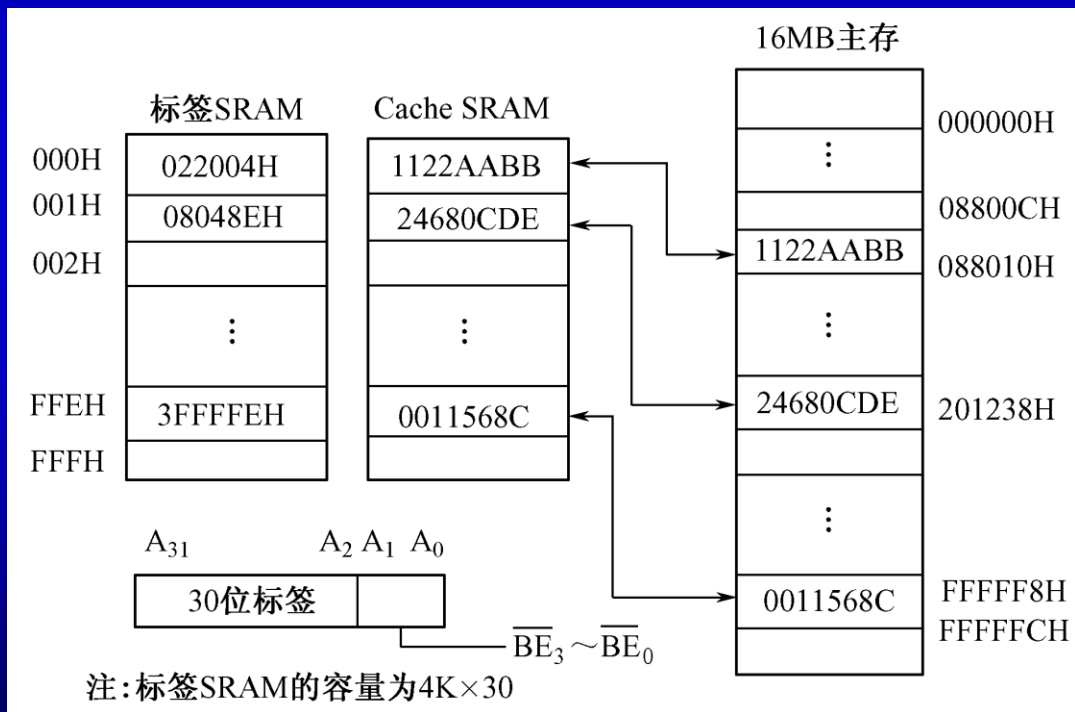 16MB主存
标签SRAM
Cache SRAM
000H
022004H
1122AABB
000000H
⋮
001H
08048EH
24680CDE
08800CH
002H
1122AABB
088010H
⋮
⋮
⋮
FFEH
3FFFFEH
0011568C
24680CDE
201238H
FFFH
⋮
A₃₁ A₂ A₁ A₀
30位标签
0011568C
FFFFF8H
FFFFFCH
B̅E̅₃～B̅E̅₀
注:标签SRAM的容量为4K×30